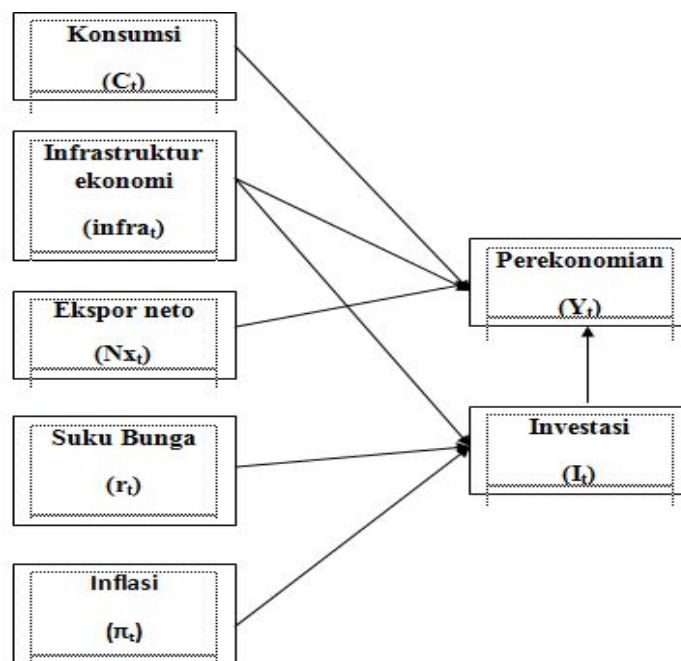 Konsumsi
(Cₜ)
Infrastruktur
ekonomi
(infraₜ)
Ekspor neto
(Nxₜ)
Suku Bunga
(rₜ)
Inflasi
(πₜ)
Perekonomian
(Yₜ)
Investasi
(Iₜ)